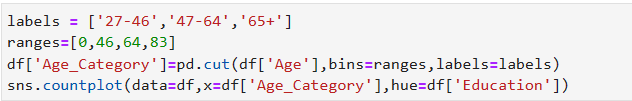 labels = ['27-46','47-64','65+']
ranges=[0,46,64,83]
df['Age_Category']=pd.cut(df['Age'],bins=ranges,labels=labels)
sns.countplot(data=df,x=df['Age_Category'],hue=df['Education'])